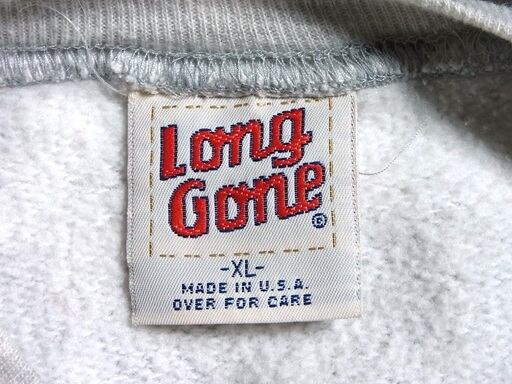 Long
Gone ©
-XL-
MADE IN U.S.A.
OVER FOR CARE